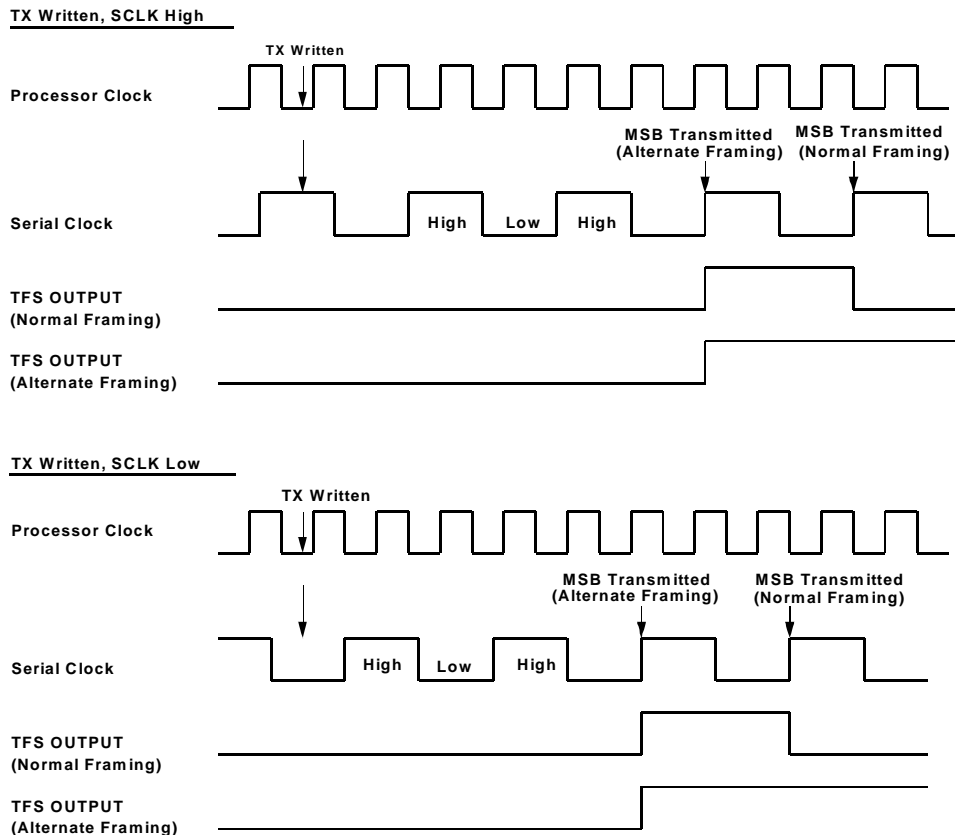 TX Written, SCLK High
TX Written
Processor Clock
MSB Transmitted
(Alternate Framing)
MSB Transmitted
(Normal Framing)
Serial Clock
High
Low
High
TFS OUTPUT
(Normal Framing)
TFS OUTPUT
(Alternate Framing)
TX Written, SCLK Low
TX Written
Processor Clock
MSB Transmitted
(Alternate Framing)
MSB Transmitted
(Normal Framing)
Serial Clock
High
Low
High
TFS OUTPUT
(Normal Framing)
TFS OUTPUT
(Alternate Framing)